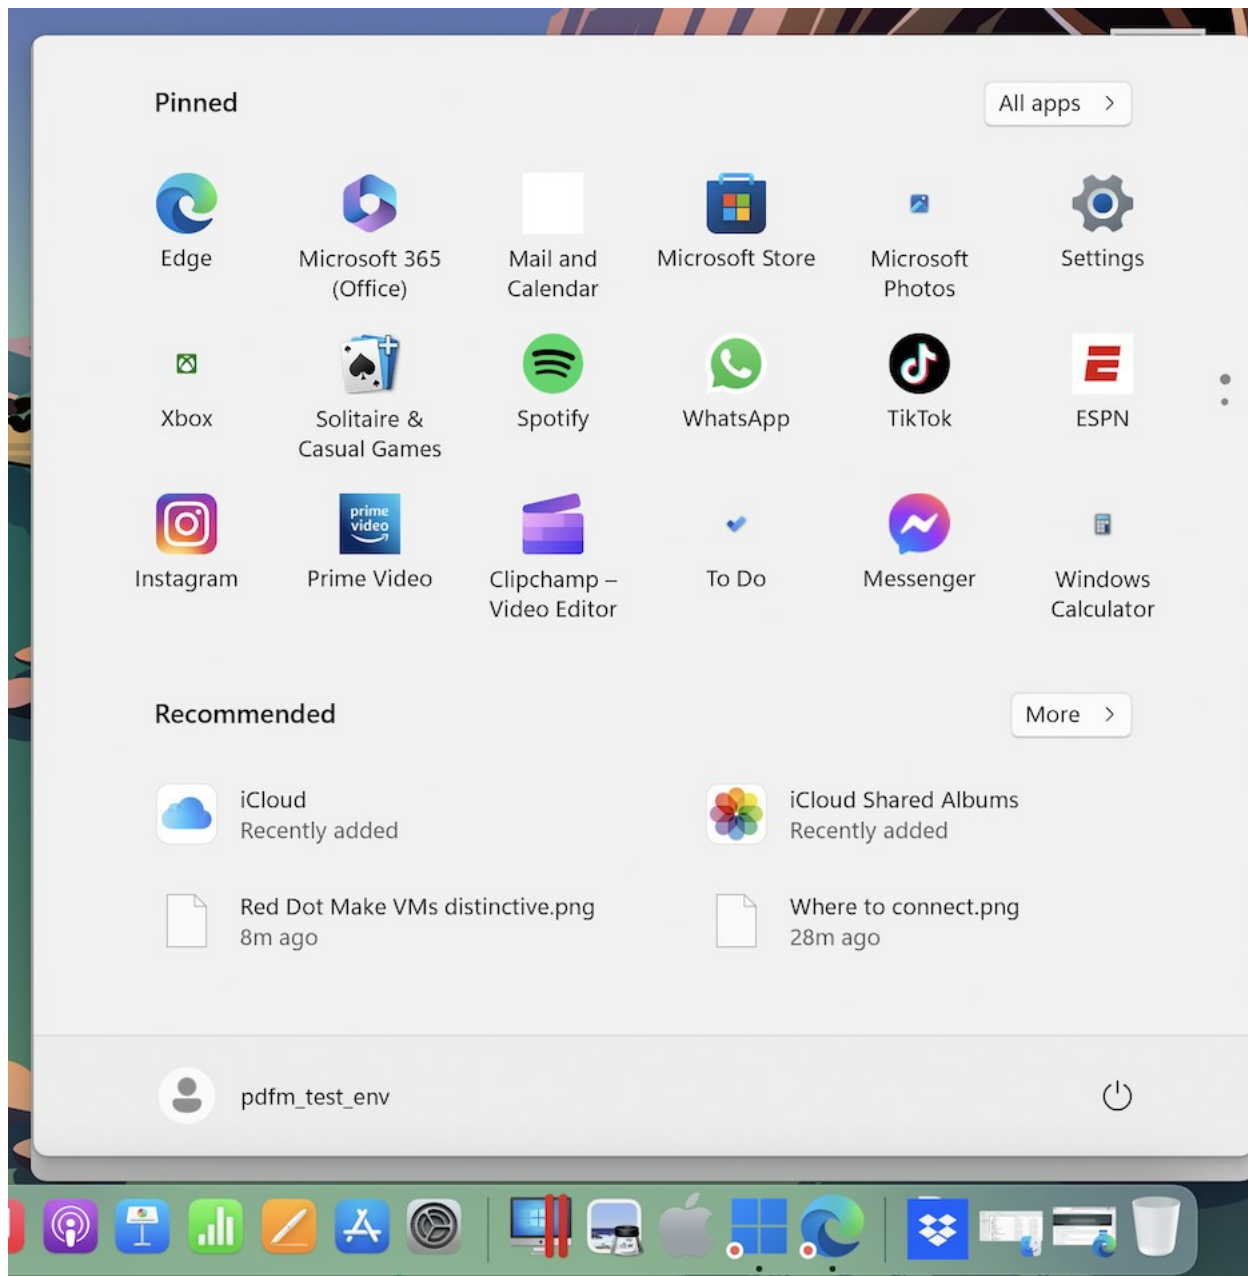 Pinned
All apps
Edge
Microsoft 365
(Office)
Mail and
Calendar
Microsoft Store
Microsoft
Photos
Settings
Xbox
Solitaire &
Casual Games
Spotify
WhatsApp
TikTok
ESPN
prime
video
Instagram
Prime Video
Clipchamp –
Video Editor
To Do
Messenger
Windows
Calculator
Recommended
More
iCloud
Recently added
iCloud Shared Albums
Recently added
Red Dot Make VMs distinctive.png
8m ago
Where to connect.png
28m ago
pdfm_test_env